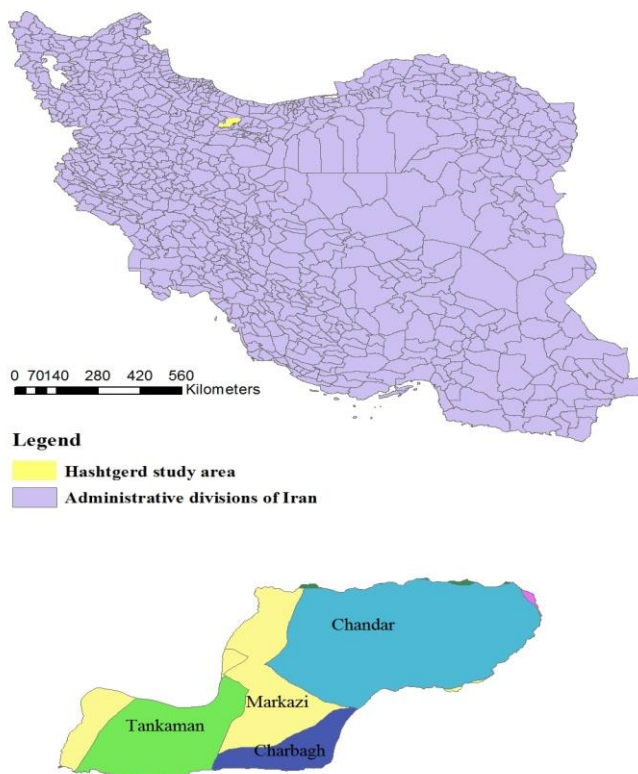 0 70140 280 420 560
Kilometers
Legend
Hashtgerd study area
Administrative divisions of Iran
Chandar
Markazi
Tankaman
Charbagh